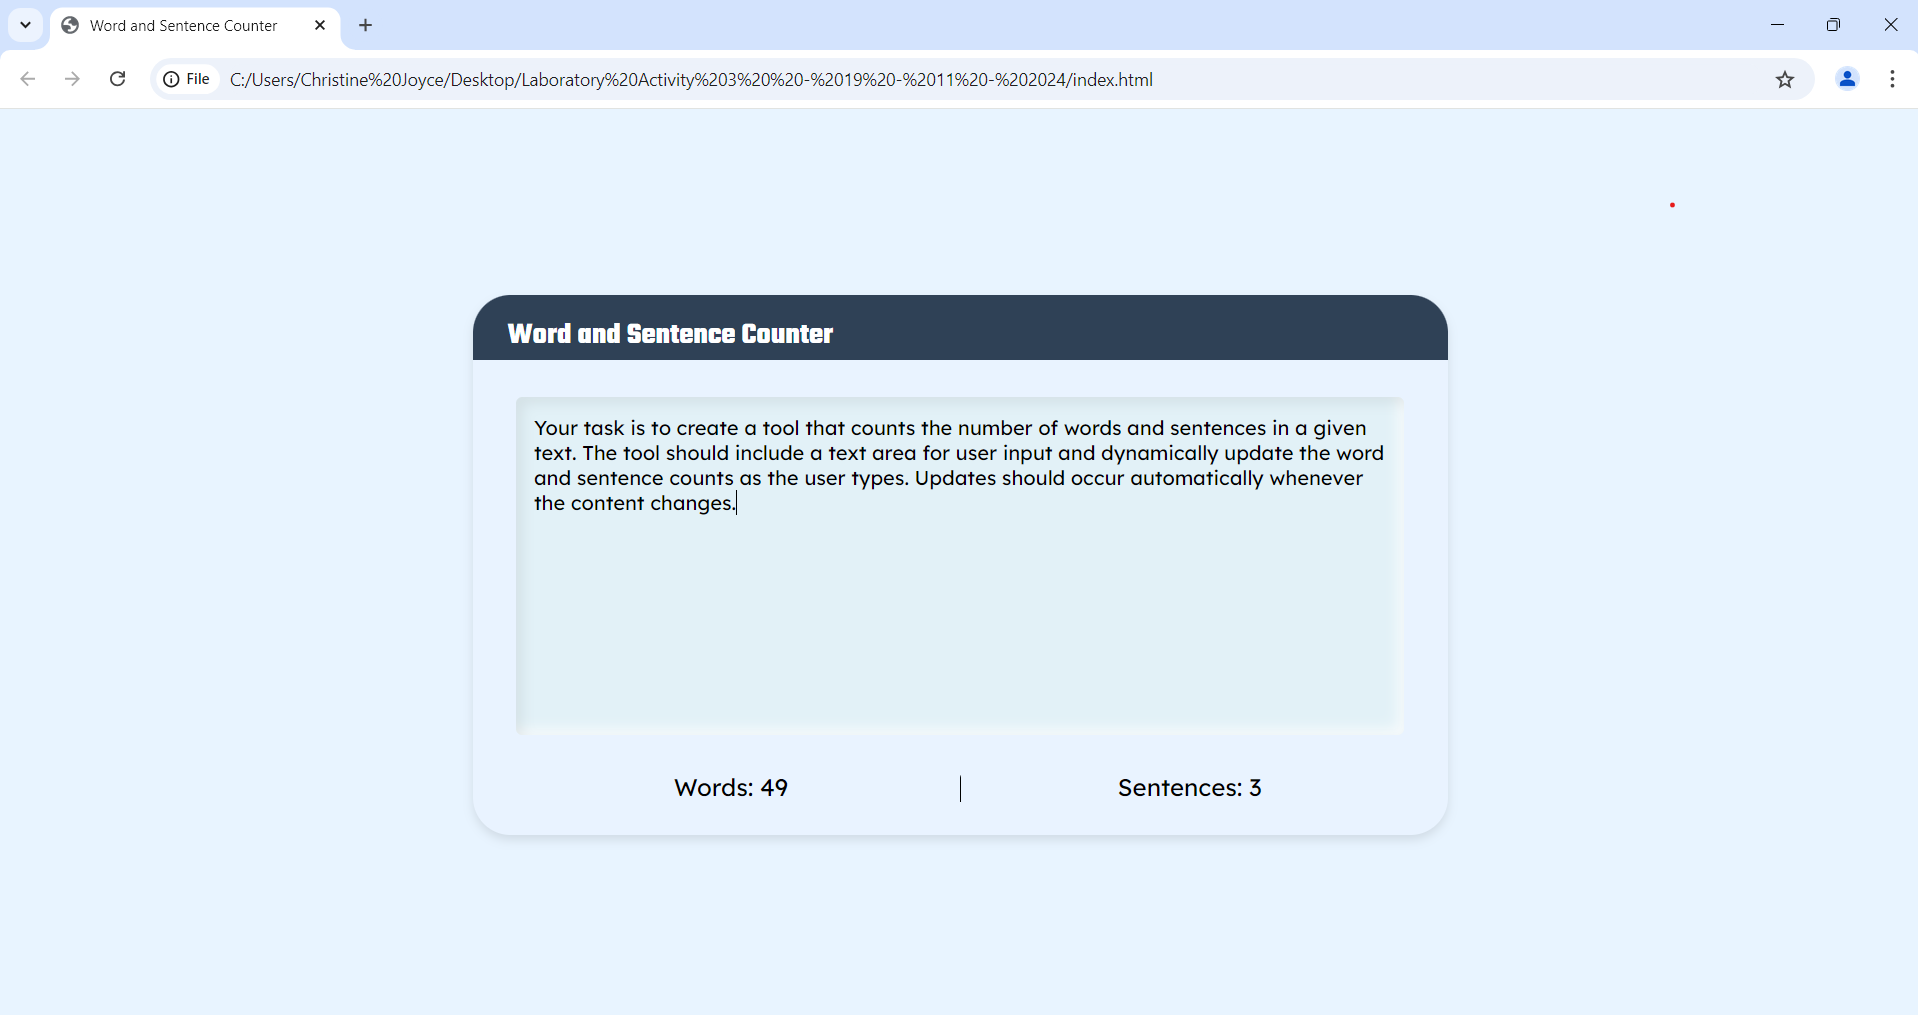 Word and Sentence Counter
File
C:/Users/Christine%20Joyce/Desktop/Laboratory%20Activity%203%20%20-%2019%20-%2011%20-%202024/index.html
Word and Sentence Counter
Your task is to create a tool that counts the number of words and sentences in a given
text. The tool should include a text area for user input and dynamically update the word
and sentence counts as the user types. Updates should occur automatically whenever
the content changes.
Words: 49
Sentences: 3